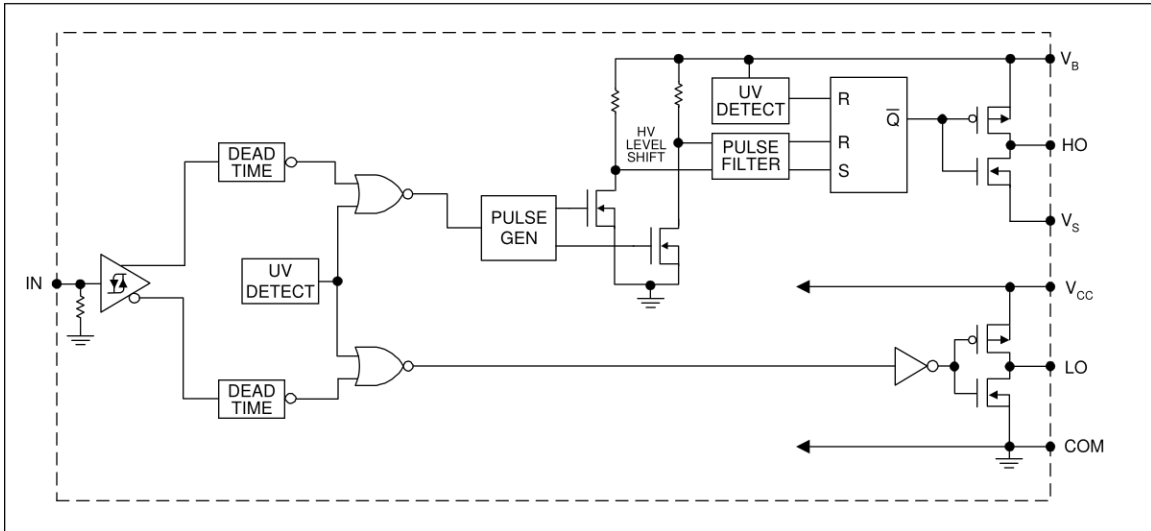 V_B
UV
DETECT
R
Q̅
HV
LEVEL
SHIFT
DEAD
TIME
PULSE
FILTER
R
S
HO
PULSE
GEN
V_S
UV
DETECT
IN
V_CC
LO
DEAD
TIME
COM